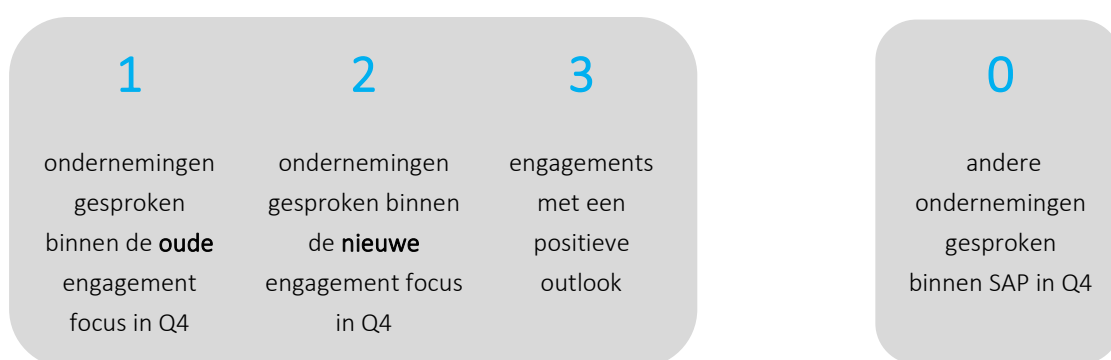 1
ondernemingen
gesproken
binnen de oude
engagement
focus in Q4
2
ondernemingen
gesproken binnen
de nieuwe
engagement focus
in Q4
3
engagements
met een
positieve
outlook
0
andere
ondernemingen
gesproken
binnen SAP in Q4